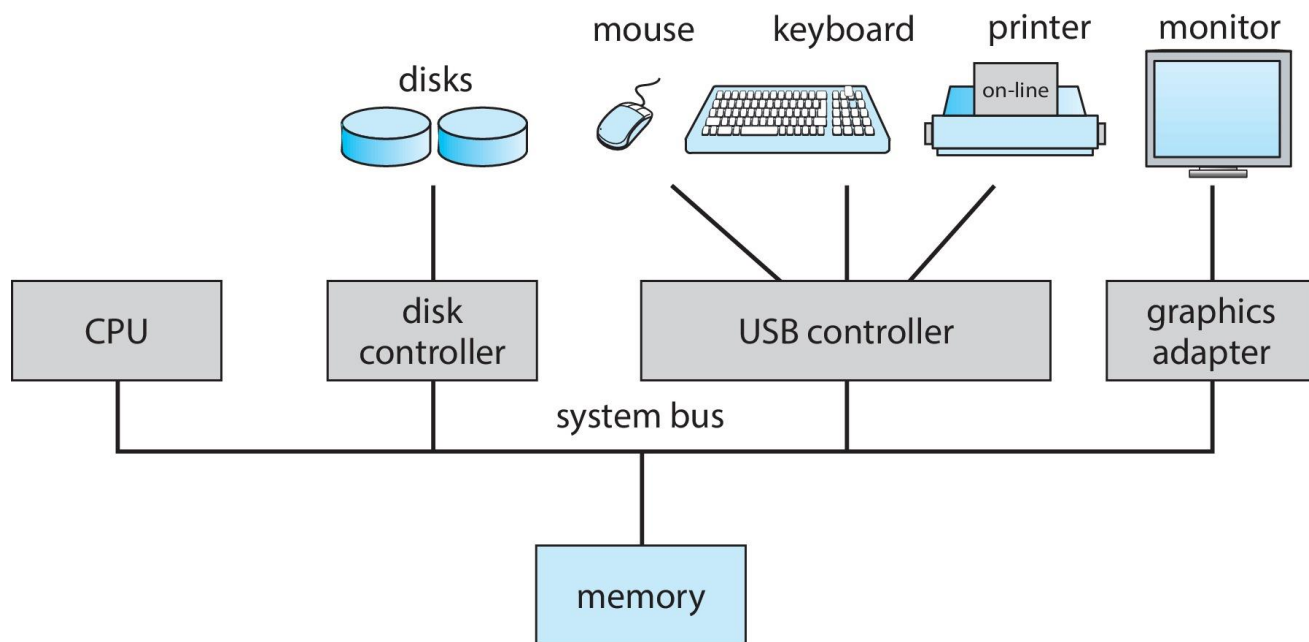 mouse
keyboard
printer
monitor
disks
on-line
CPU
disk
controller
USB controller
graphics
adapter
system bus
memory